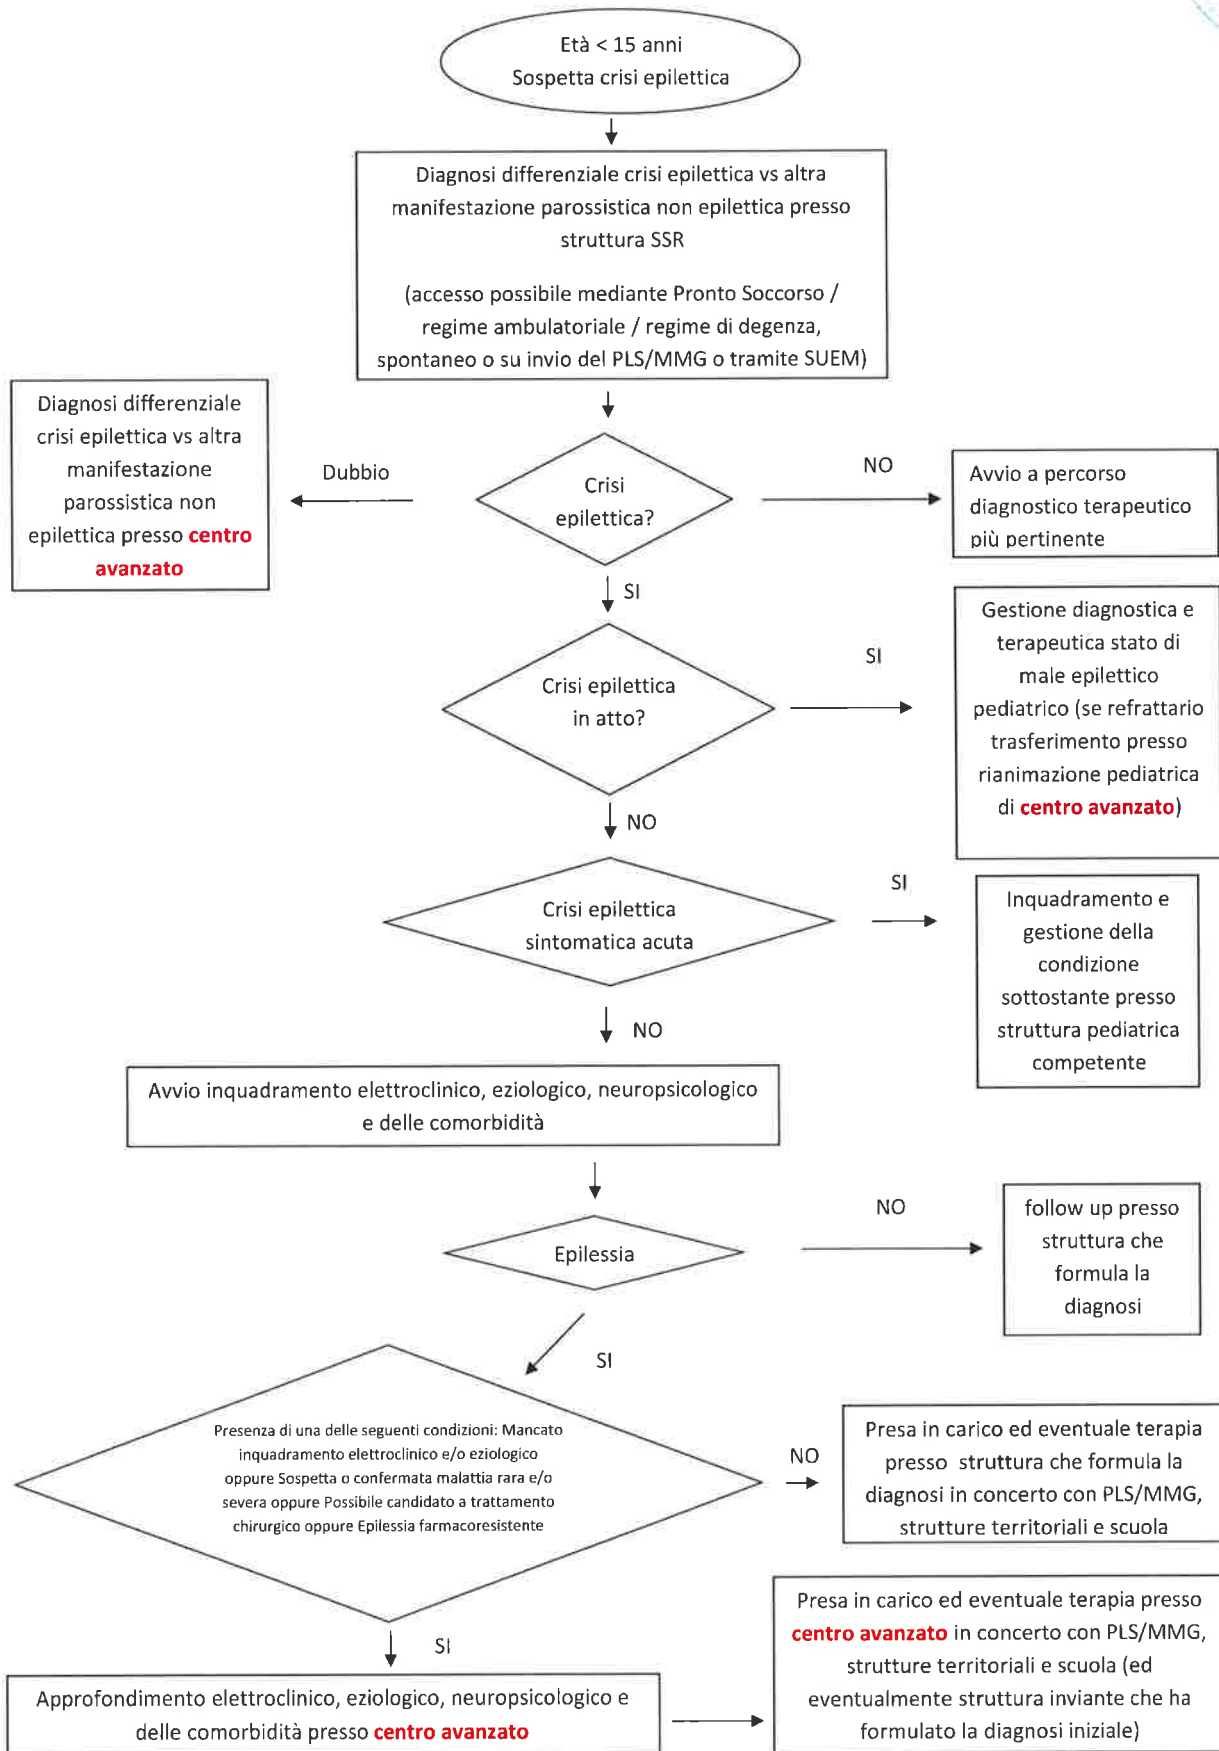 Età < 15 anni
Sospetta crisi epilettica
Diagnosi differenziale crisi epilettica vs altra
manifestazione parossistica non epilettica presso
struttura SSR
(accesso possibile mediante Pronto Soccorso /
regime ambulatoriale / regime di degenza,
spontaneo o su invio del PLS/MMG o tramite SUEM)
Diagnosi differenziale
crisi epilettica vs altra
manifestazione
parossistica non
epilettica presso centro
avanzato
Dubbio
Crisi
epilettica?
NO
Avvio a percorso
diagnostico terapeutico
più pertinente
SI
Crisi epilettica
in atto?
SI
Gestione diagnostica e
terapeutica stato di
male epilettico
pediatrico (se refrattario
trasferimento presso
rianimazione pediatrica
di centro avanzato)
NO
Crisi epilettica
sintomatica acuta
SI
Inquadramento e
gestione della
condizione
sottostante presso
struttura pediatrica
competente
NO
Avvio inquadramento elettroclinico, eziologico, neuropsicologico
e delle comorbidità
Epilessia
NO
follow up presso
struttura che
formula la
diagnosi
SI
Presenza di una delle seguenti condizioni: Mancato
inquadramento elettroclinico e/o eziologico
oppure Sospetta o confermata malattia rara e/o
severa oppure Possibile candidato a trattamento
chirurgico oppure Epilessia farmacoresistente
NO
Presa in carico ed eventuale terapia
presso struttura che formula la
diagnosi in concerto con PLS/MMG,
strutture territoriali e scuola
SI
Approfondimento elettroclinico, eziologico, neuropsicologico e
delle comorbidità presso centro avanzato
Presa in carico ed eventuale terapia presso
centro avanzato in concerto con PLS/MMG,
strutture territoriali e scuola (ed
eventualmente struttura inviante che ha
formulato la diagnosi iniziale)